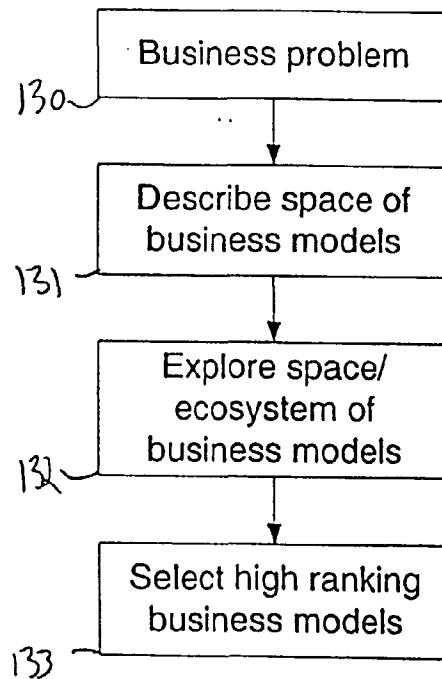 Business problem
130
Describe space of
business models
131
Explore space/
ecosystem of
business models
132
Select high ranking
business models
133